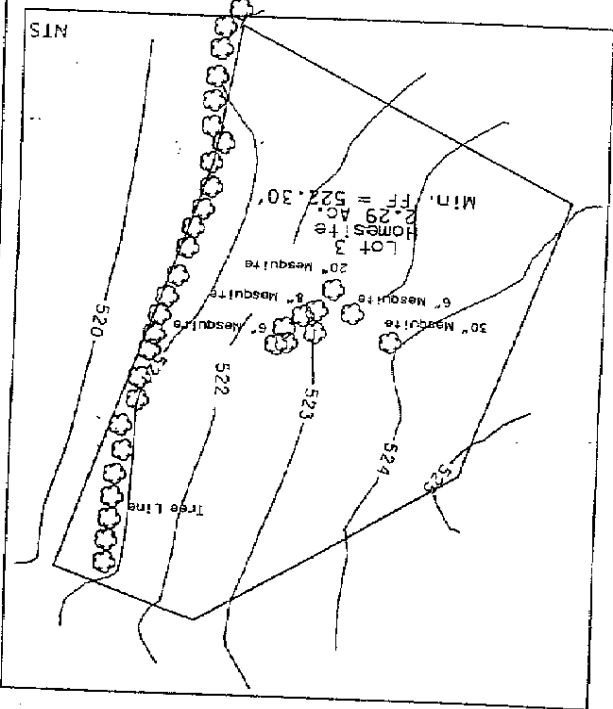 Tree Line
525
524
523
522
520
30" Mesquite
6" Mesquite
6" Mesquite
8" Mesquite
20" Mesquite
Lot 3
Homesite
2.29 Ac.
Min. FF = 522.30'
NTS